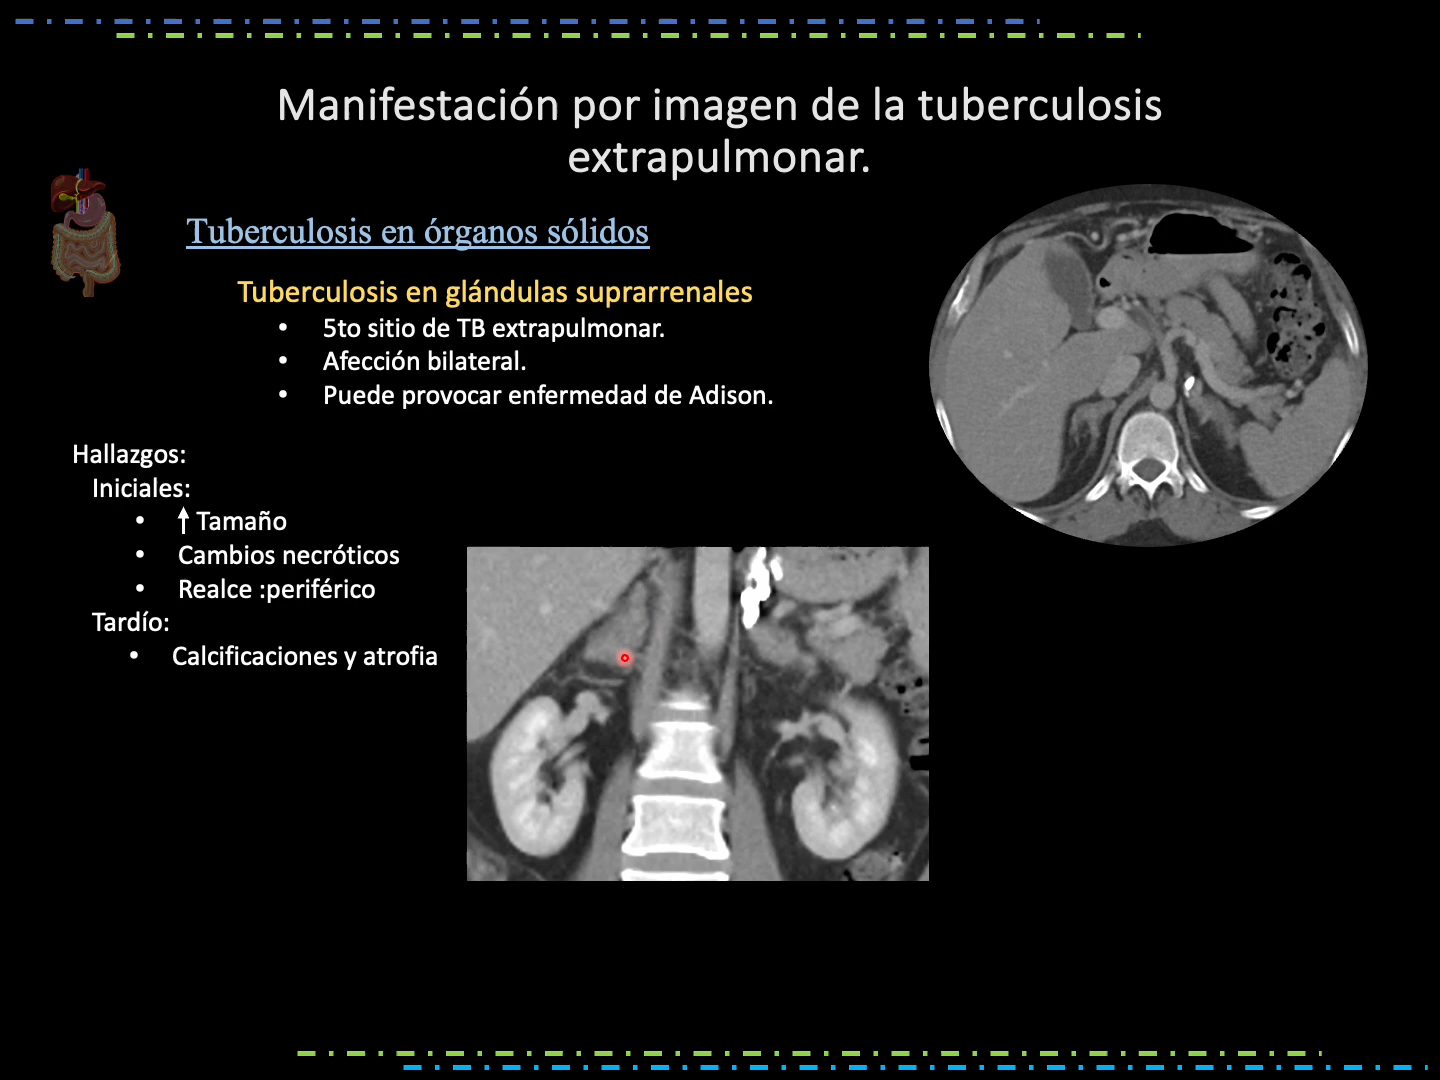 Manifestación por imagen de la tuberculosis
extrapulmonar.
Tuberculosis en órganos sólidos
Tuberculosis en glándulas suprarrenales
• 5to sitio de TB extrapulmonar.
• Afección bilateral.
• Puede provocar enfermedad de Adison.
Hallazgos:
Iniciales:
• ↑ Tamaño
• Cambios necróticos
• Realce :periférico
Tardío:
• Calcificaciones y atrofia